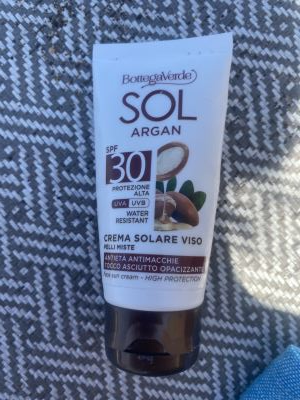 BottegaVerde
SOL
ARGAN
SPF
30
PROTEZIONE
ALTA
UVA UVB
WATER
RESISTANT
CREMA SOLARE VISO
PELLI MISTE
ANTIETÀ ANTIMACCHIE
TOCCO ASCIUTTO OPACIZZANTE
Face sun cream - HIGH PROTECTION